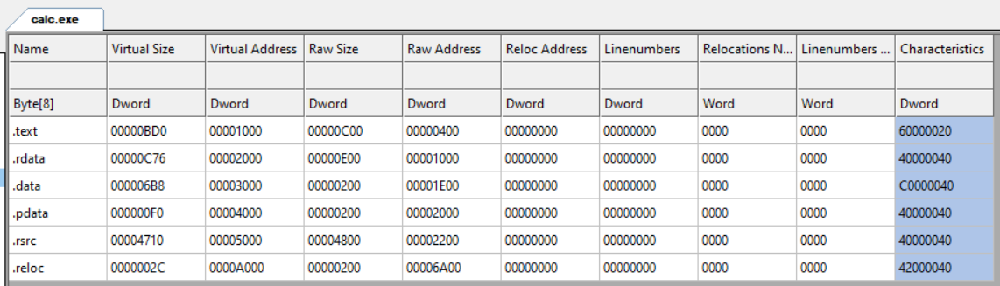 calc.exe
Name Virtual Size Virtual Address Raw Size Raw Address Reloc Address Linenumbers Relocations N... Linenumbers ... Characteristics
Byte[8] Dword Dword Dword Dword Dword Dword Word Word Dword
.text 00000BD0 00001000 00000C00 00000400 00000000 00000000 0000 0000 60000020
.rdata 00000C76 00002000 00000E00 00001000 00000000 00000000 0000 0000 40000040
.data 000006B8 00003000 00000200 00001E00 00000000 00000000 0000 0000 C0000040
.pdata 000000F0 00004000 00000200 00002000 00000000 00000000 0000 0000 40000040
.rsrc 00004710 00005000 00004800 00002200 00000000 00000000 0000 0000 40000040
.reloc 0000002C 0000A000 00000200 00006A00 00000000 00000000 0000 0000 42000040